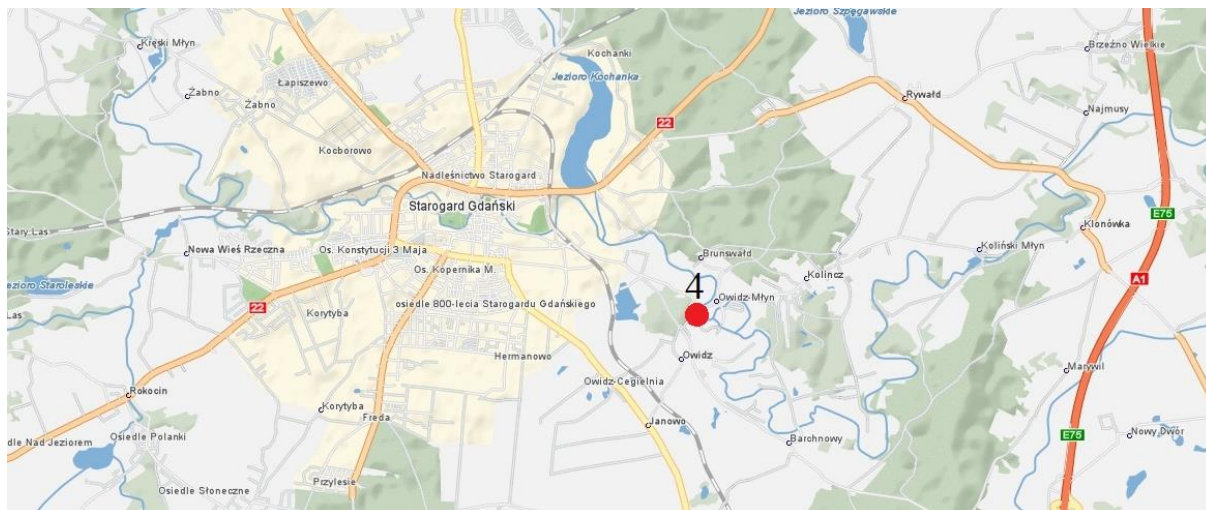 Jezioro Szpęgawskie
Kręski Młyn
Kochanki
Brzeźno Wielkie
Jezioro Kochanka
Łapiszewo
Żabno
Żabno
Rywałd
Najmusy
22
Kocborowo
Nadleśnictwo Starogard
Starogard Gdański
E75
Stary Las
Klonówka
Nowa Wieś Rzeczna
Os. Konstytucji 3 Maja
Koliński Młyn
Brunswałd
Os. Kopernika M.
Kolincz
A1
Jezioro Staroleskie
4
Owidz-Młyn
22
osiedle 800-lecia Starogardu Gdańskiego
Las
Korytyba
Hermanowo
Owidz
Marywil
Owidz-Cegielnia
Rokocin
Korytyba
Freda
Janowo
Osiedle Polanki
E75
Nowy Dwór
edle Nad Jeziorem
Barchnowy
Przylesie
Osiedle Słoneczne